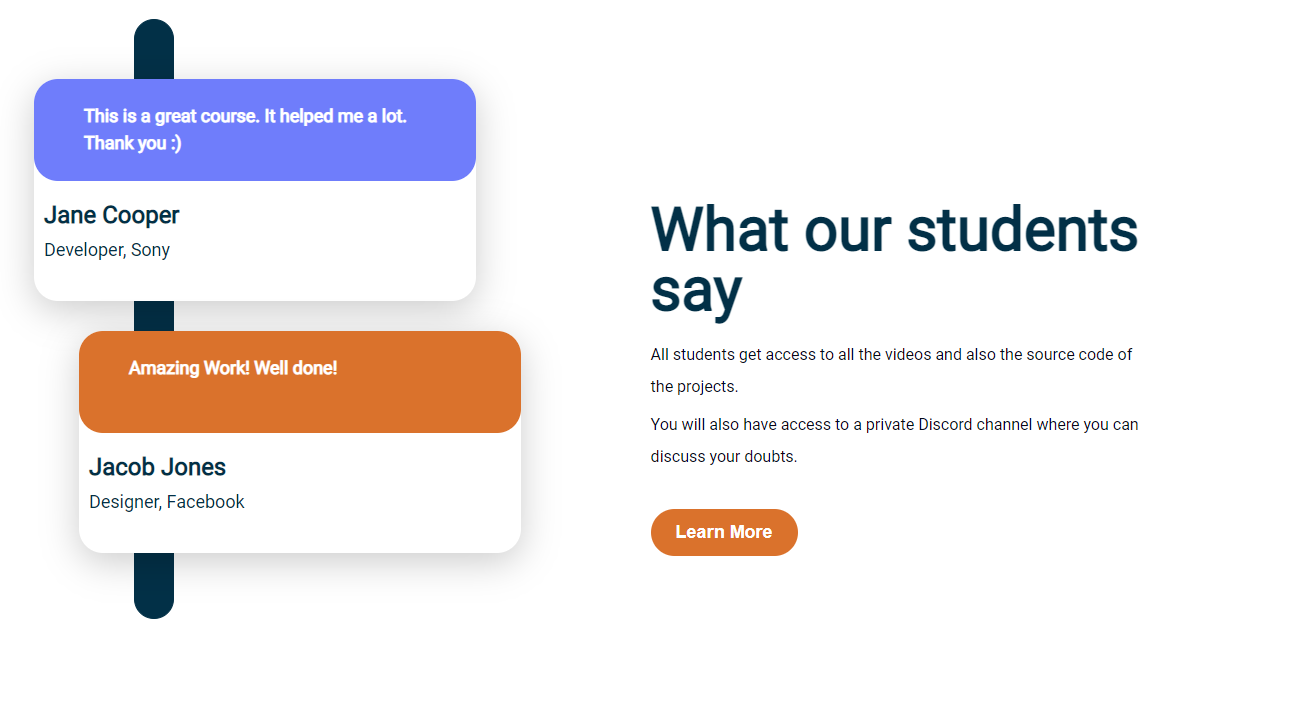 This is a great course. It helped me a lot.
Thank you :)
Jane Cooper
Developer, Sony
Amazing Work! Well done!
Jacob Jones
Designer, Facebook
What our students
say
All students get access to all the videos and also the source code of
the projects.
You will also have access to a private Discord channel where you can
discuss your doubts.
Learn More